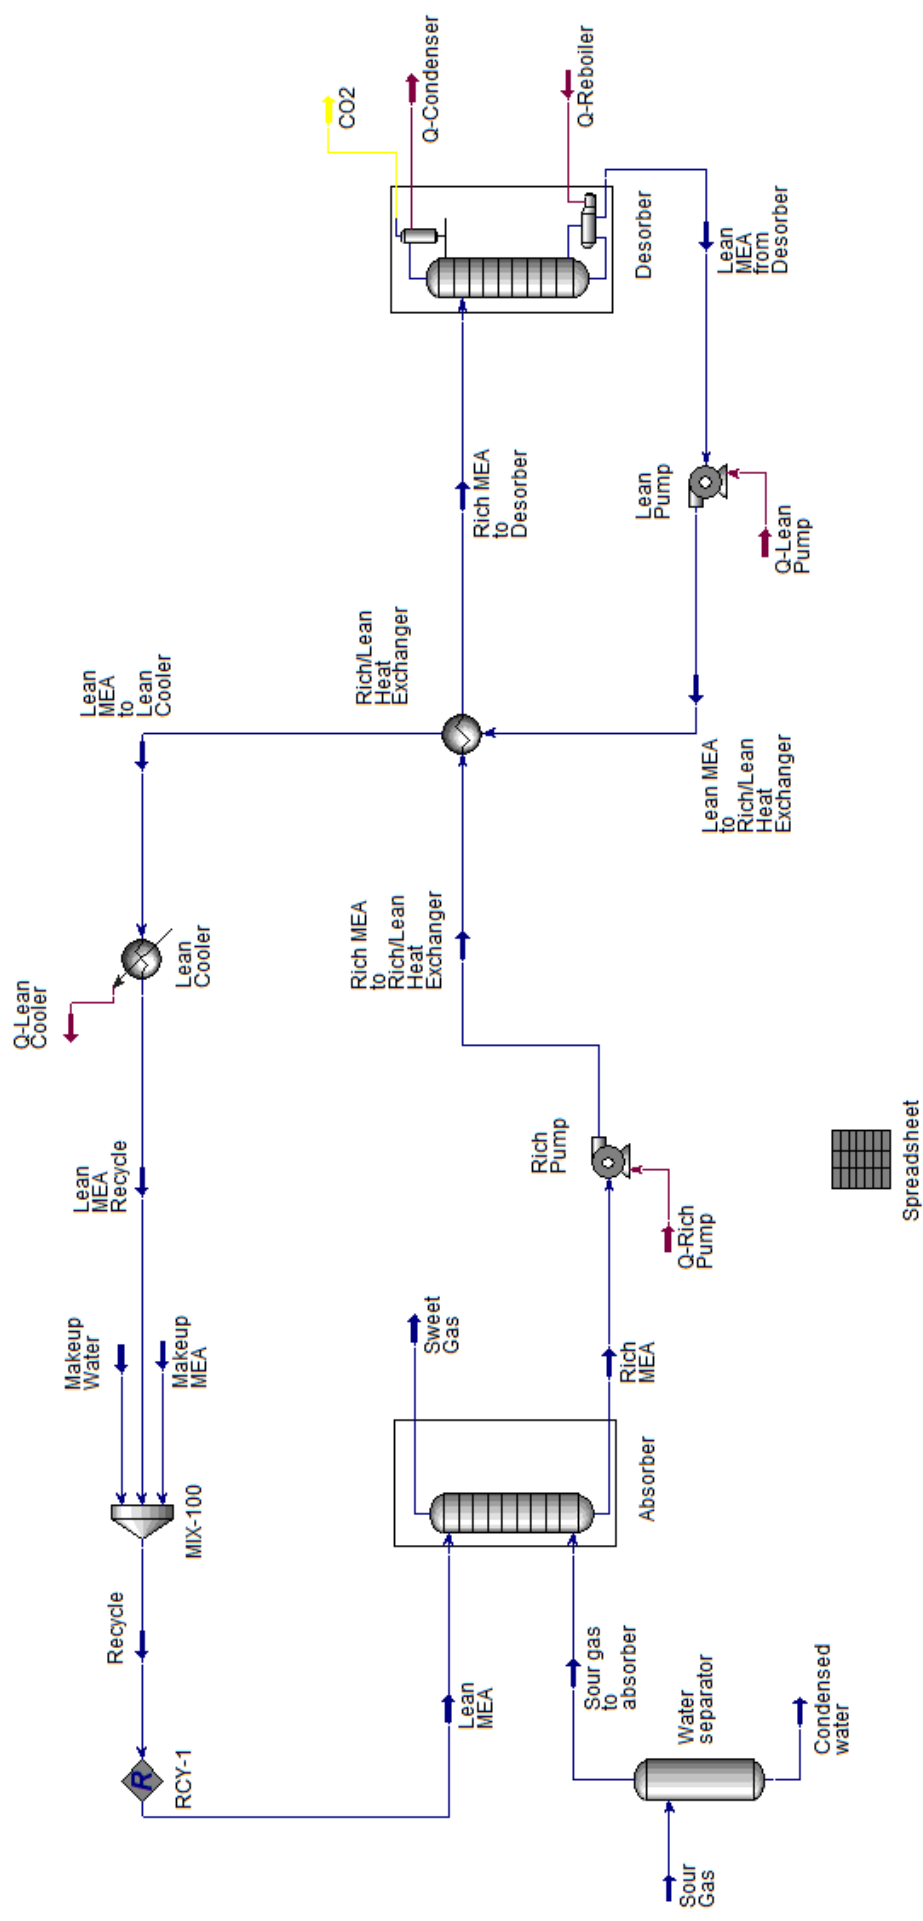 Q-Lean
Cooler
Lean
Cooler
Lean
MEA
to Lean
Cooler
Lean
MEA
Recycle
Makeup
Water
Makeup
MEA
MIX-100
Recycle
RCY-1
CO2
Q-Condenser
Q-Reboiler
Desorber
Rich/Lean
Heat
Exchanger
Rich MEA
to
Desorber
Rich MEA
to
Rich/Lean
Heat
Exchanger
Lean
MEA
from
Desorber
Lean
Pump
Q-Lean
Pump
Lean MEA
to
Rich/Lean
Heat
Exchanger
Rich
Pump
Q-Rich
Pump
Sweet
Gas
Rich
MEA
Absorber
Lean
MEA
Sour gas
to
absorber
Water
separator
Condensed
water
Sour
Gas
R
Spreadsheet